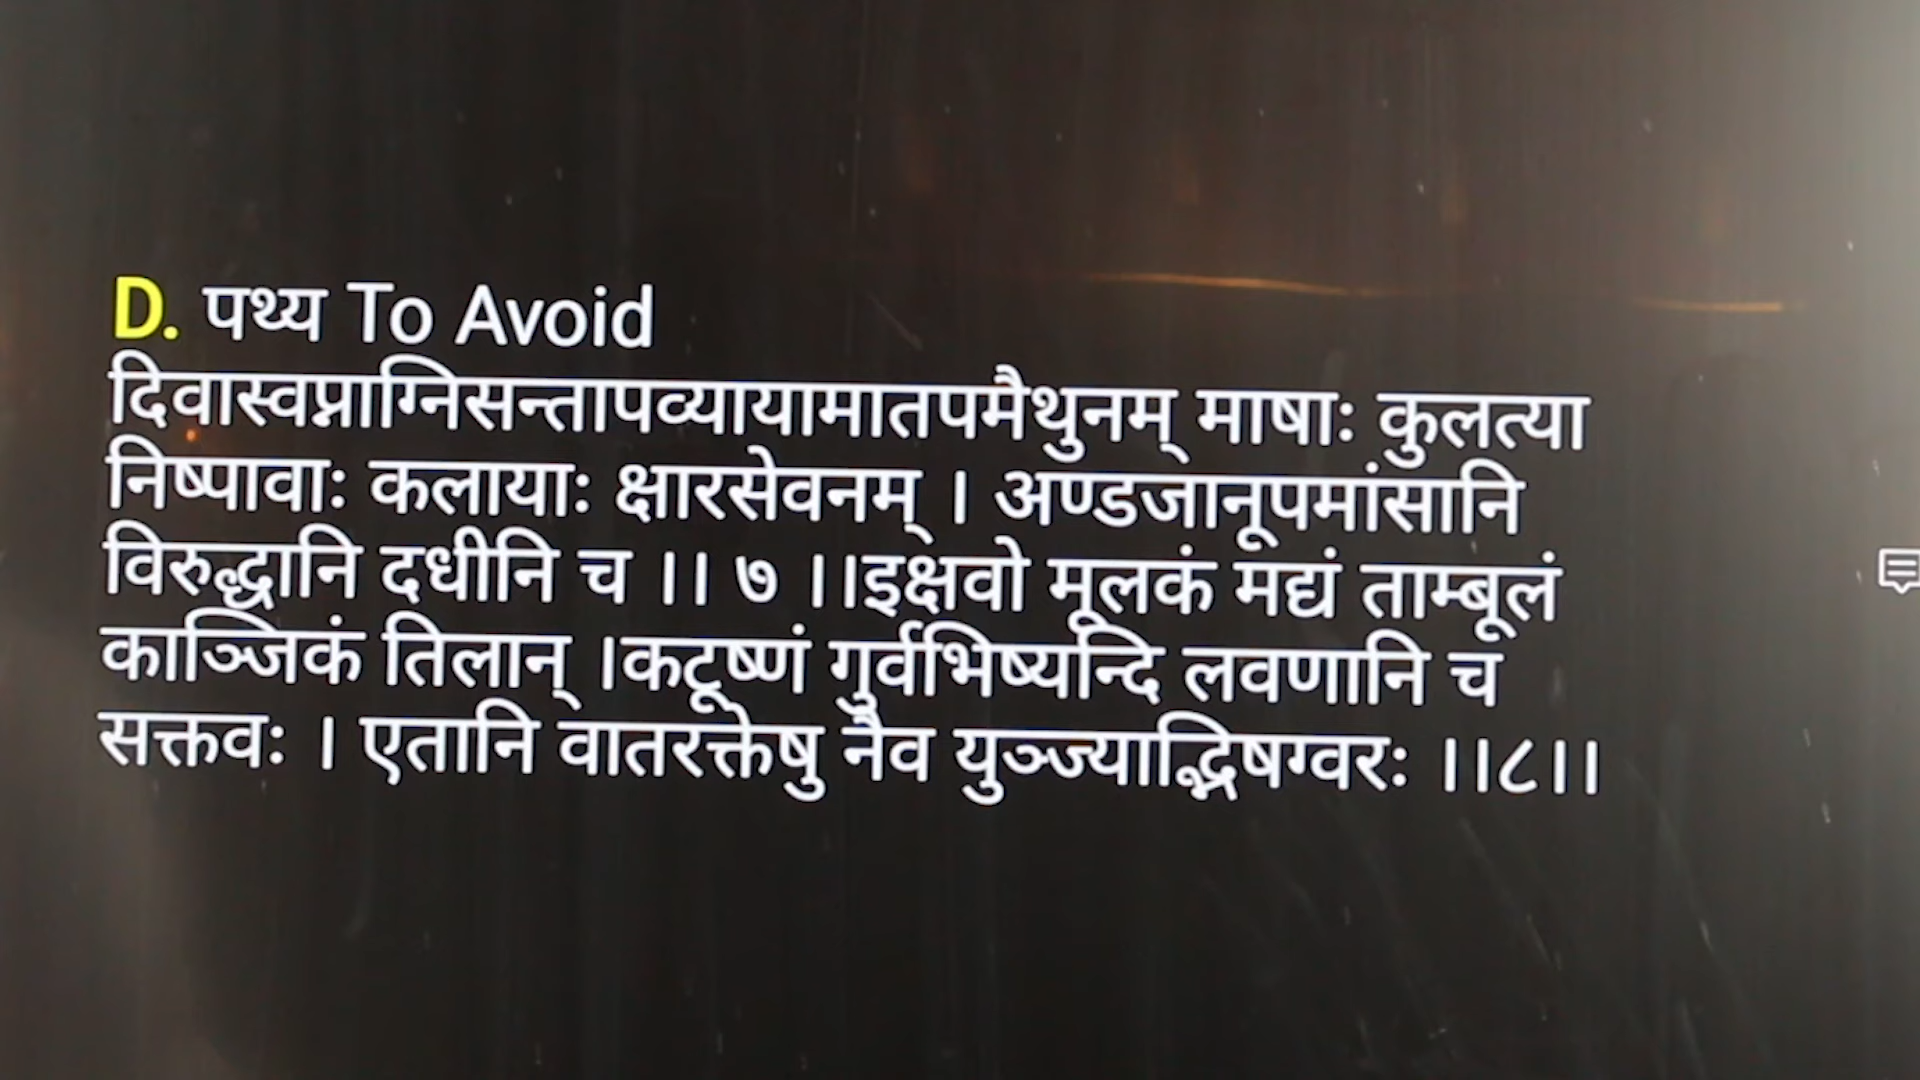 D. पथ्य To Avoid
दिवास्वप्नाग्निसन्तापव्यायामातपमैथुनम् माषाः कुलत्या
निष्पावाः कलायाः क्षारसेवनम् । अण्डजानूपमांसानि
विरुद्धानि दधीनि च ।। ७ ।।इक्षवो मूलकं मद्यं ताम्बूलं
काञ्जिकं तिलान् ।कटूष्णं गुर्वभिष्यन्दि लवणानि च
सक्तवः । एतानि वातरक्तेषु नैव युञ्ज्याद्भिषग्वरः ।।८।।